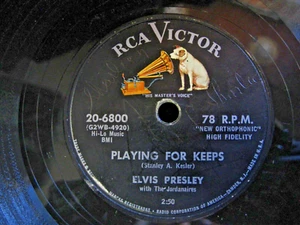 RCA VICTOR
"HIS MASTER'S VOICE"
20-6800
(G2WB-4920)
Hi-Lo Music
BMI
78 R.P.M.
"NEW ORTHOPHONIC"
HIGH FIDELITY
PLAYING FOR KEEPS
(Stanley A. Kesler)
ELVIS PRESLEY
with The Jordanaires
2:50
RADIO CORPORATION OF AMERICA